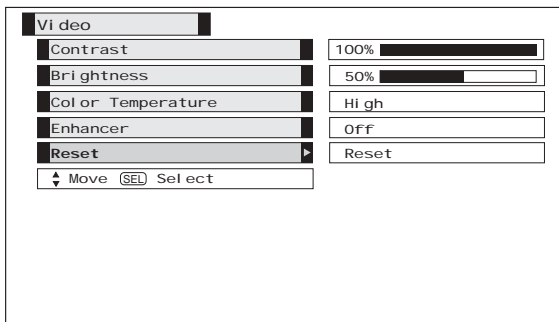 Video
Contrast 100%
Brightness 50%
Color Temperature High
Enhancer Off
Reset Reset
Move SEL Select